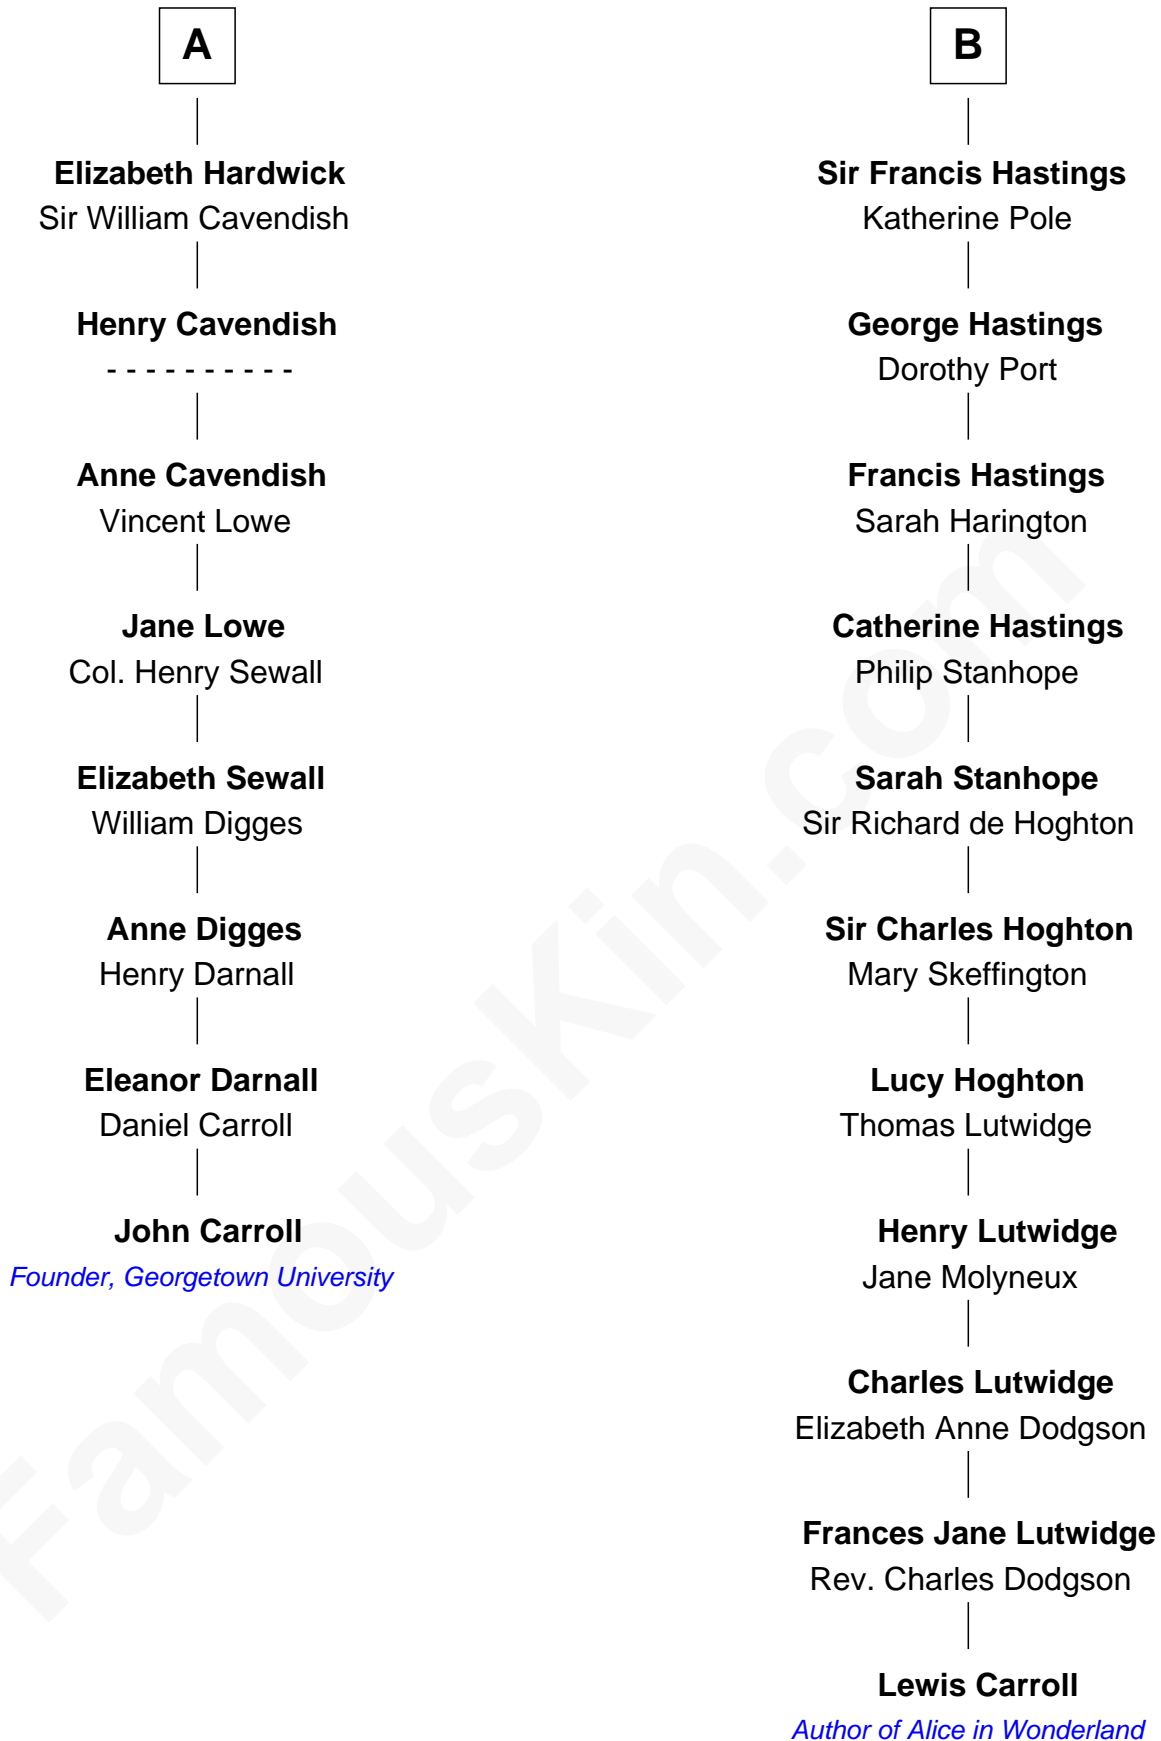 A
Elizabeth Hardwick
Sir William Cavendish
Henry Cavendish
- - - - - - - - - -
Anne Cavendish
Vincent Lowe
Jane Lowe
Col. Henry Sewall
Elizabeth Sewall
William Digges
Anne Digges
Henry Darnall
Eleanor Darnall
Daniel Carroll
John Carroll
Founder, Georgetown University
B
Sir Francis Hastings
Katherine Pole
George Hastings
Dorothy Port
Francis Hastings
Sarah Harington
Catherine Hastings
Philip Stanhope
Sarah Stanhope
Sir Richard de Hoghton
Sir Charles Hoghton
Mary Skeffington
Lucy Hoghton
Thomas Lutwidge
Henry Lutwidge
Jane Molyneux
Charles Lutwidge
Elizabeth Anne Dodgson
Frances Jane Lutwidge
Rev. Charles Dodgson
Lewis Carroll
Author of Alice in Wonderland
FamousKin.com